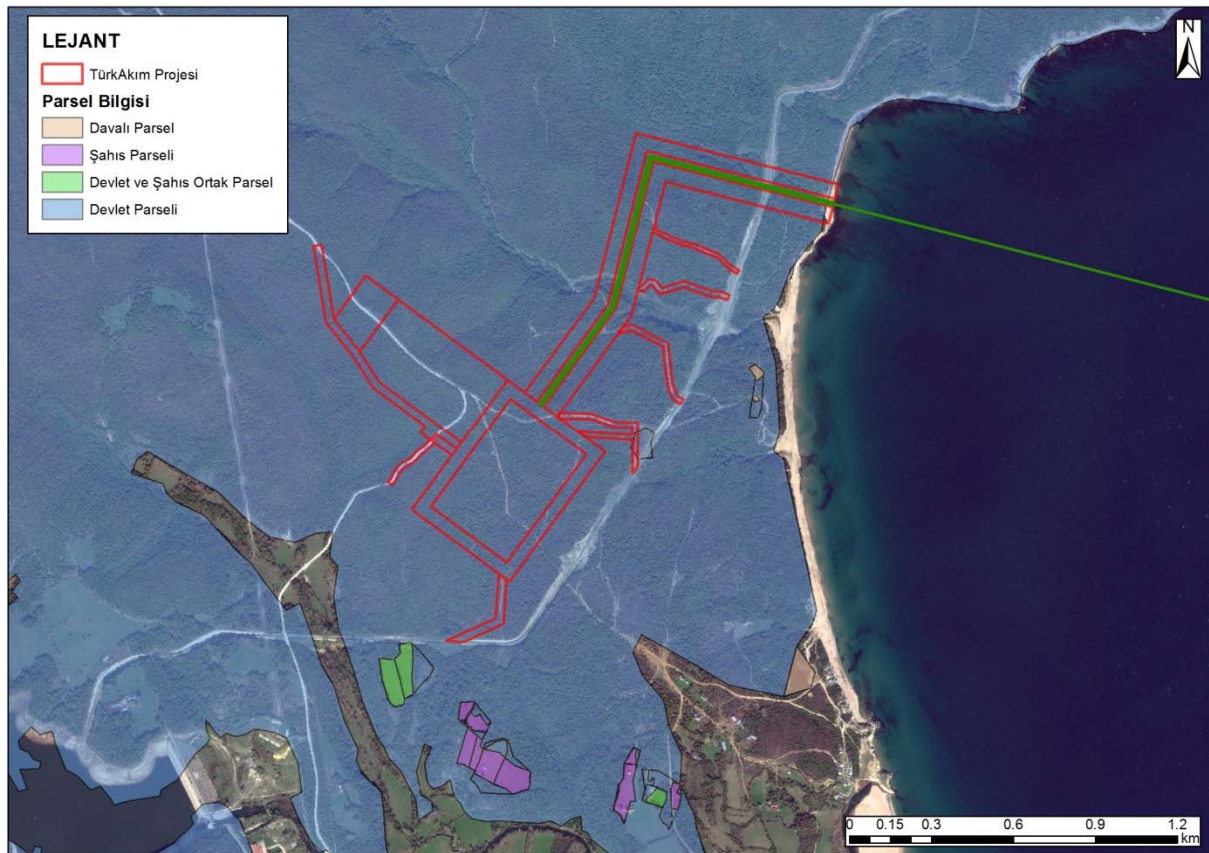 LEJANT
TürkAkım Projesi
Parsel Bilgisi
Davalı Parsel
Şahıs Parseli
Devlet ve Şahıs Ortak Parsel
Devlet Parseli
N
0 0.15 0.3 0.6 0.9 1.2
km